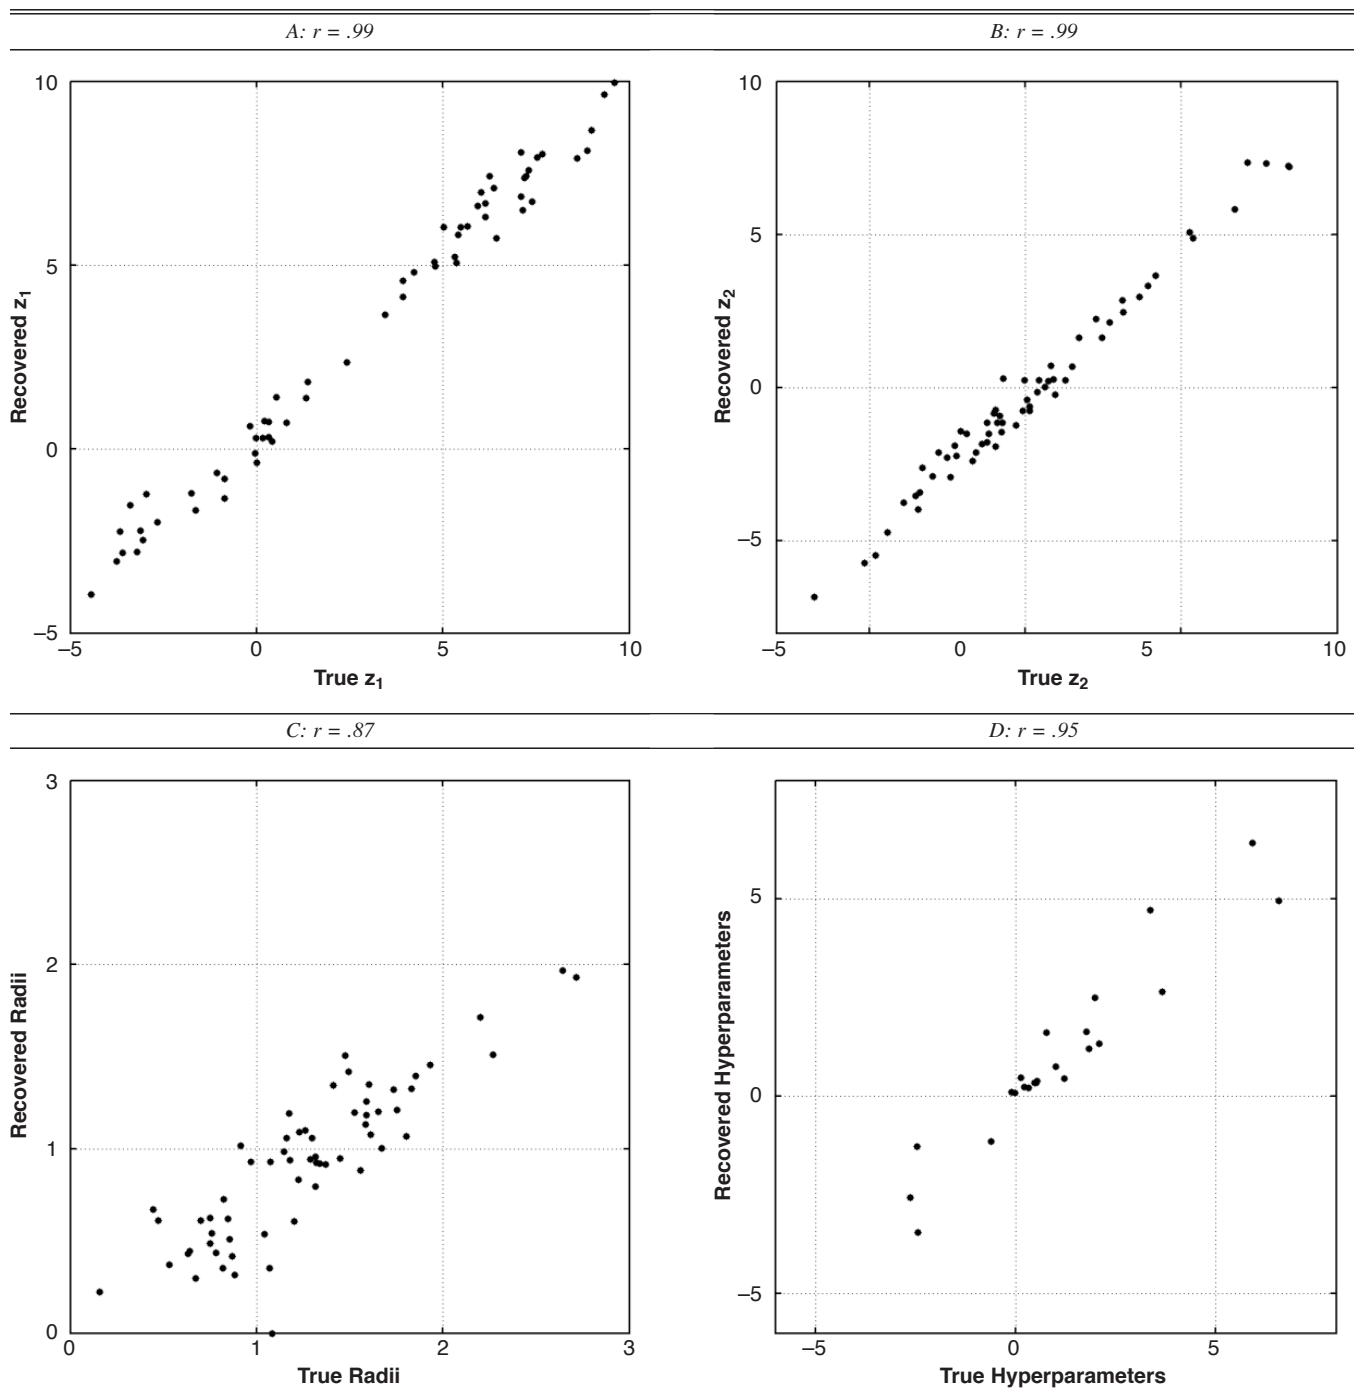 A: r = .99
B: r = .99
10
5
0
–5
Recovered z1
–5 0 5 10
True z1
10
5
0
–5
Recovered z2
–5 0 5 10
True z2
C: r = .87
D: r = .95
3
2
1
0
Recovered Radii
0 1 2 3
True Radii
5
0
–5
Recovered Hyperparameters
–5 0 5
True Hyperparameters